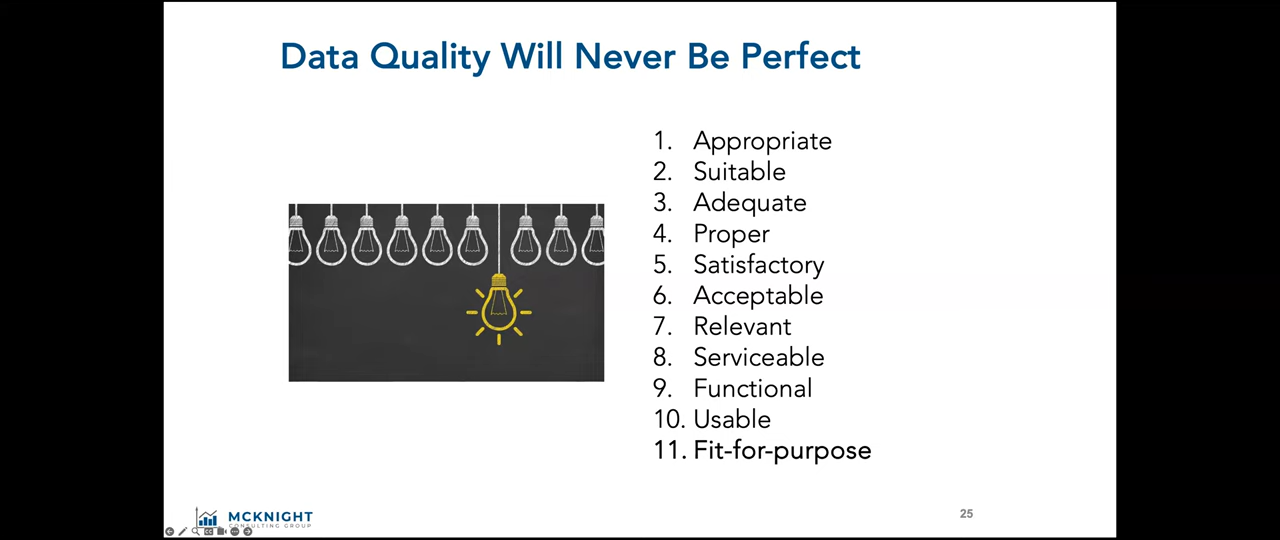 Data Quality Will Never Be Perfect
1. Appropriate
2. Suitable
3. Adequate
4. Proper
5. Satisfactory
6. Acceptable
7. Relevant
8. Serviceable
9. Functional
10. Usable
11. Fit-for-purpose
MCKNIGHT
CONSULTING GROUP
25